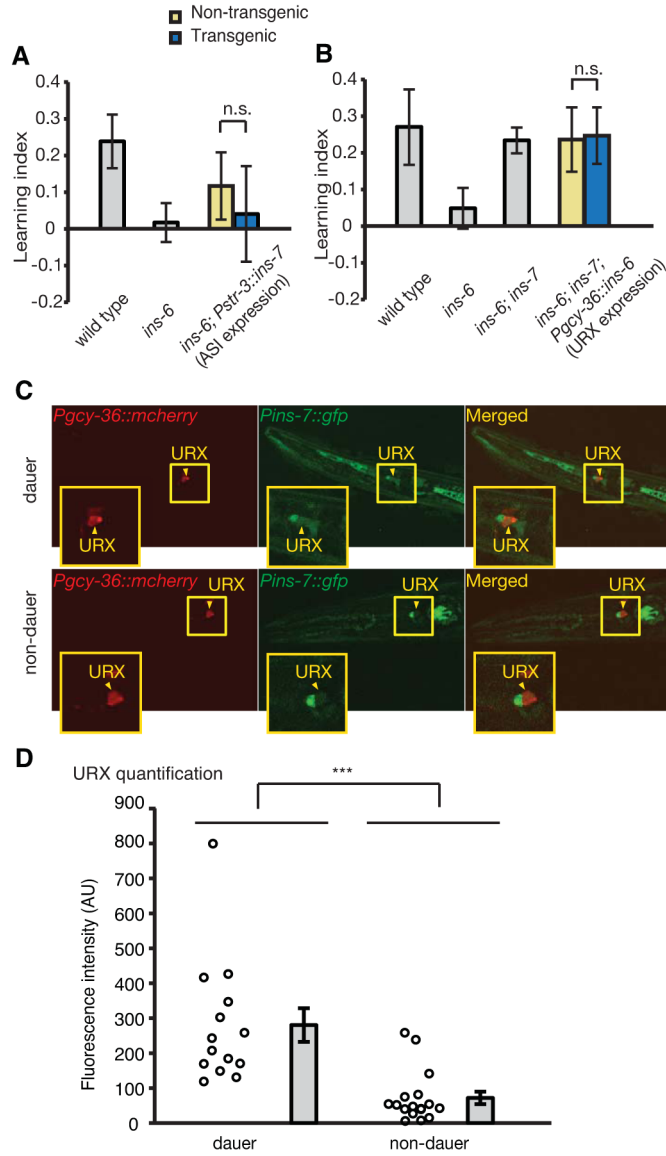 Non-transgenic
Transgenic
A
Learning index
0.4
0.3
0.2
0.1
0
-0.1
-0.2
n.s.
wild type
ins-6
ins-6; Pstr-3::ins-7
(ASI expression)
B
Learning index
0.4
0.3
0.2
0.1
0
-0.1
-0.2
n.s.
wild type
ins-6
ins-6; ins-7
ins-6; ins-7;
Pgcy-36::ins-6
(URX expression)
C
dauer
Pgcy-36::mcherry
URX
URX
Pins-7::gfp
URX
URX
Merged
URX
URX
non-dauer
Pgcy-36::mcherry
URX
URX
Pins-7::gfp
URX
URX
Merged
URX
URX
D
URX quantification
***
Fluorescence intensity (AU)
900
800
700
600
500
400
300
200
100
0
dauer
non-dauer